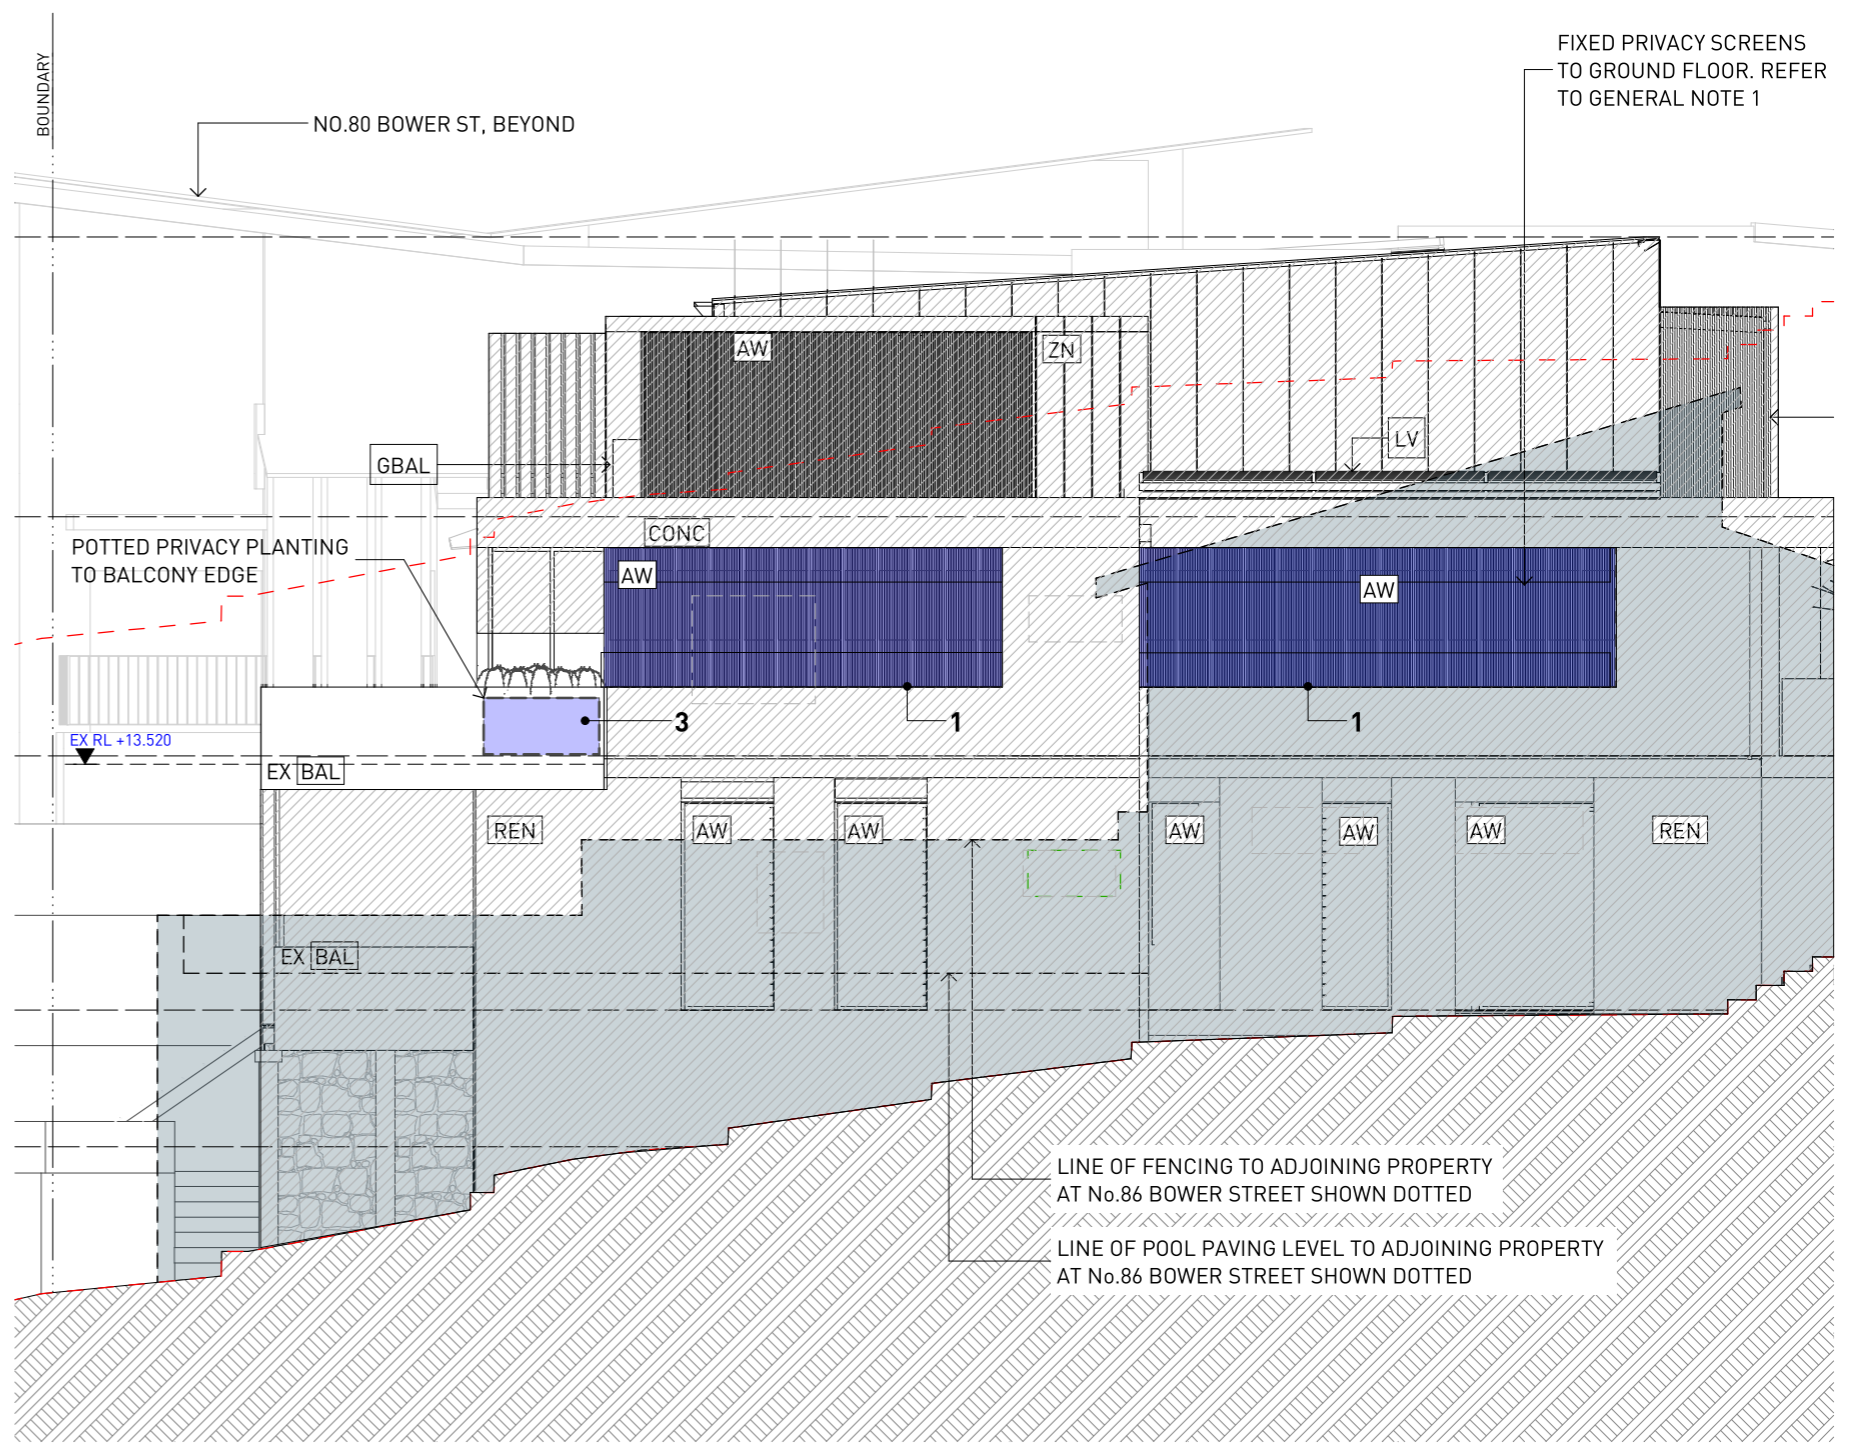 BOUNDARY
NO.80 BOWER ST, BEYOND
FIXED PRIVACY SCREENS
TO GROUND FLOOR. REFER
TO GENERAL NOTE 1
AW
ZN
LV
GBAL
CONC
POTTED PRIVACY PLANTING
TO BALCONY EDGE
AW
AW
3
1
1
EX RL +13.520
EX BAL
REN
AW
AW
AW
AW
AW
REN
EX BAL
LINE OF FENCING TO ADJOINING PROPERTY
AT No.86 BOWER STREET SHOWN DOTTED
LINE OF POOL PAVING LEVEL TO ADJOINING PROPERTY
AT No.86 BOWER STREET SHOWN DOTTED